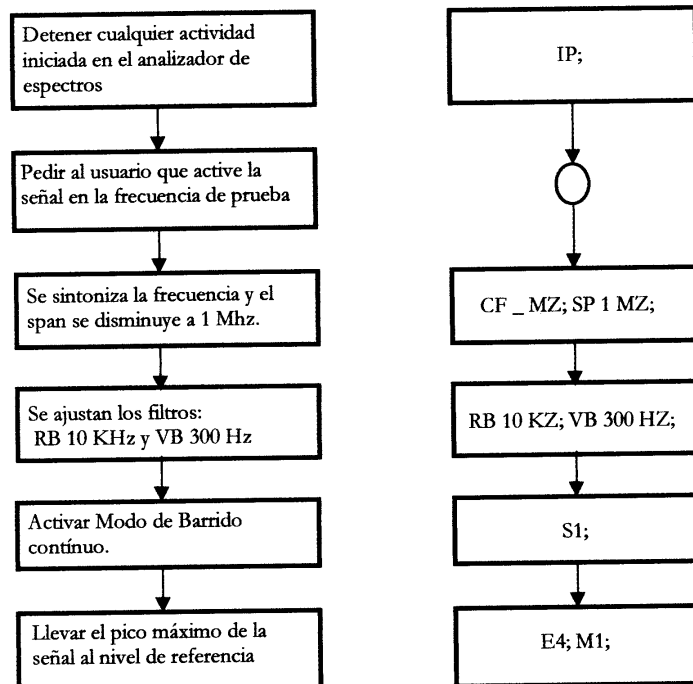 Detener cualquier actividad
iniciada en el analizador de
espectros
Pedir al usuario que active la
señal en la frecuencia de prueba
Se sintoniza la frecuencia y el
span se disminuye a 1 Mhz.
Se ajustan los filtros:
RB 10 KHz y VB 300 Hz
Activar Modo de Barrido
contínuo.
Llevar el pico máximo de la
señal al nivel de referencia
IP;
CF _ MZ; SP 1 MZ;
RB 10 KZ; VB 300 HZ;
S1;
E4; M1;